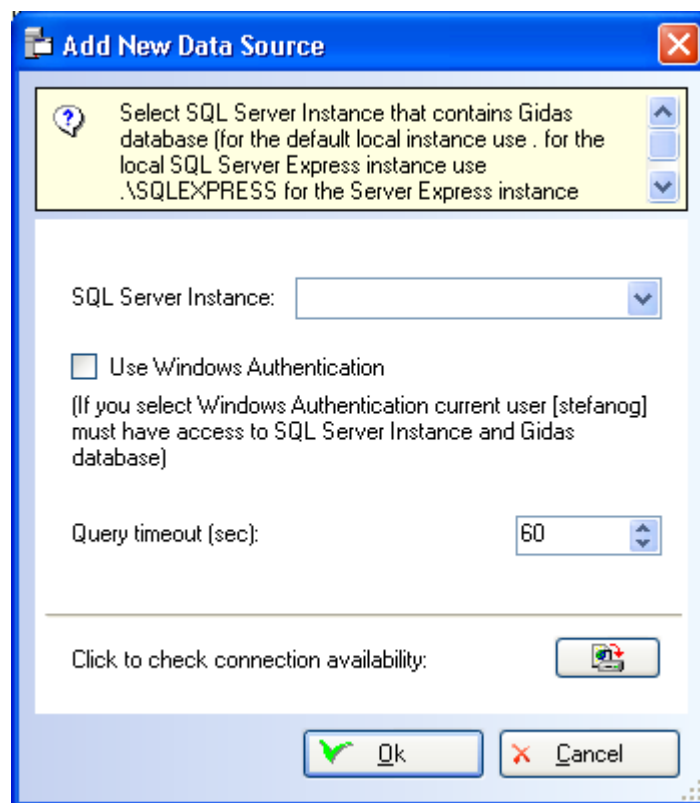 Add New Data Source
Select SQL Server Instance that contains Gidas
database (for the default local instance use . for the
local SQL Server Express instance use
.\SQLEXPRESS for the Server Express instance
SQL Server Instance:
Use Windows Authentication
(If you select Windows Authentication current user [stefanog]
must have access to SQL Server Instance and Gidas
database)
Query timeout (sec): 60
Click to check connection availability:
Ok Cancel